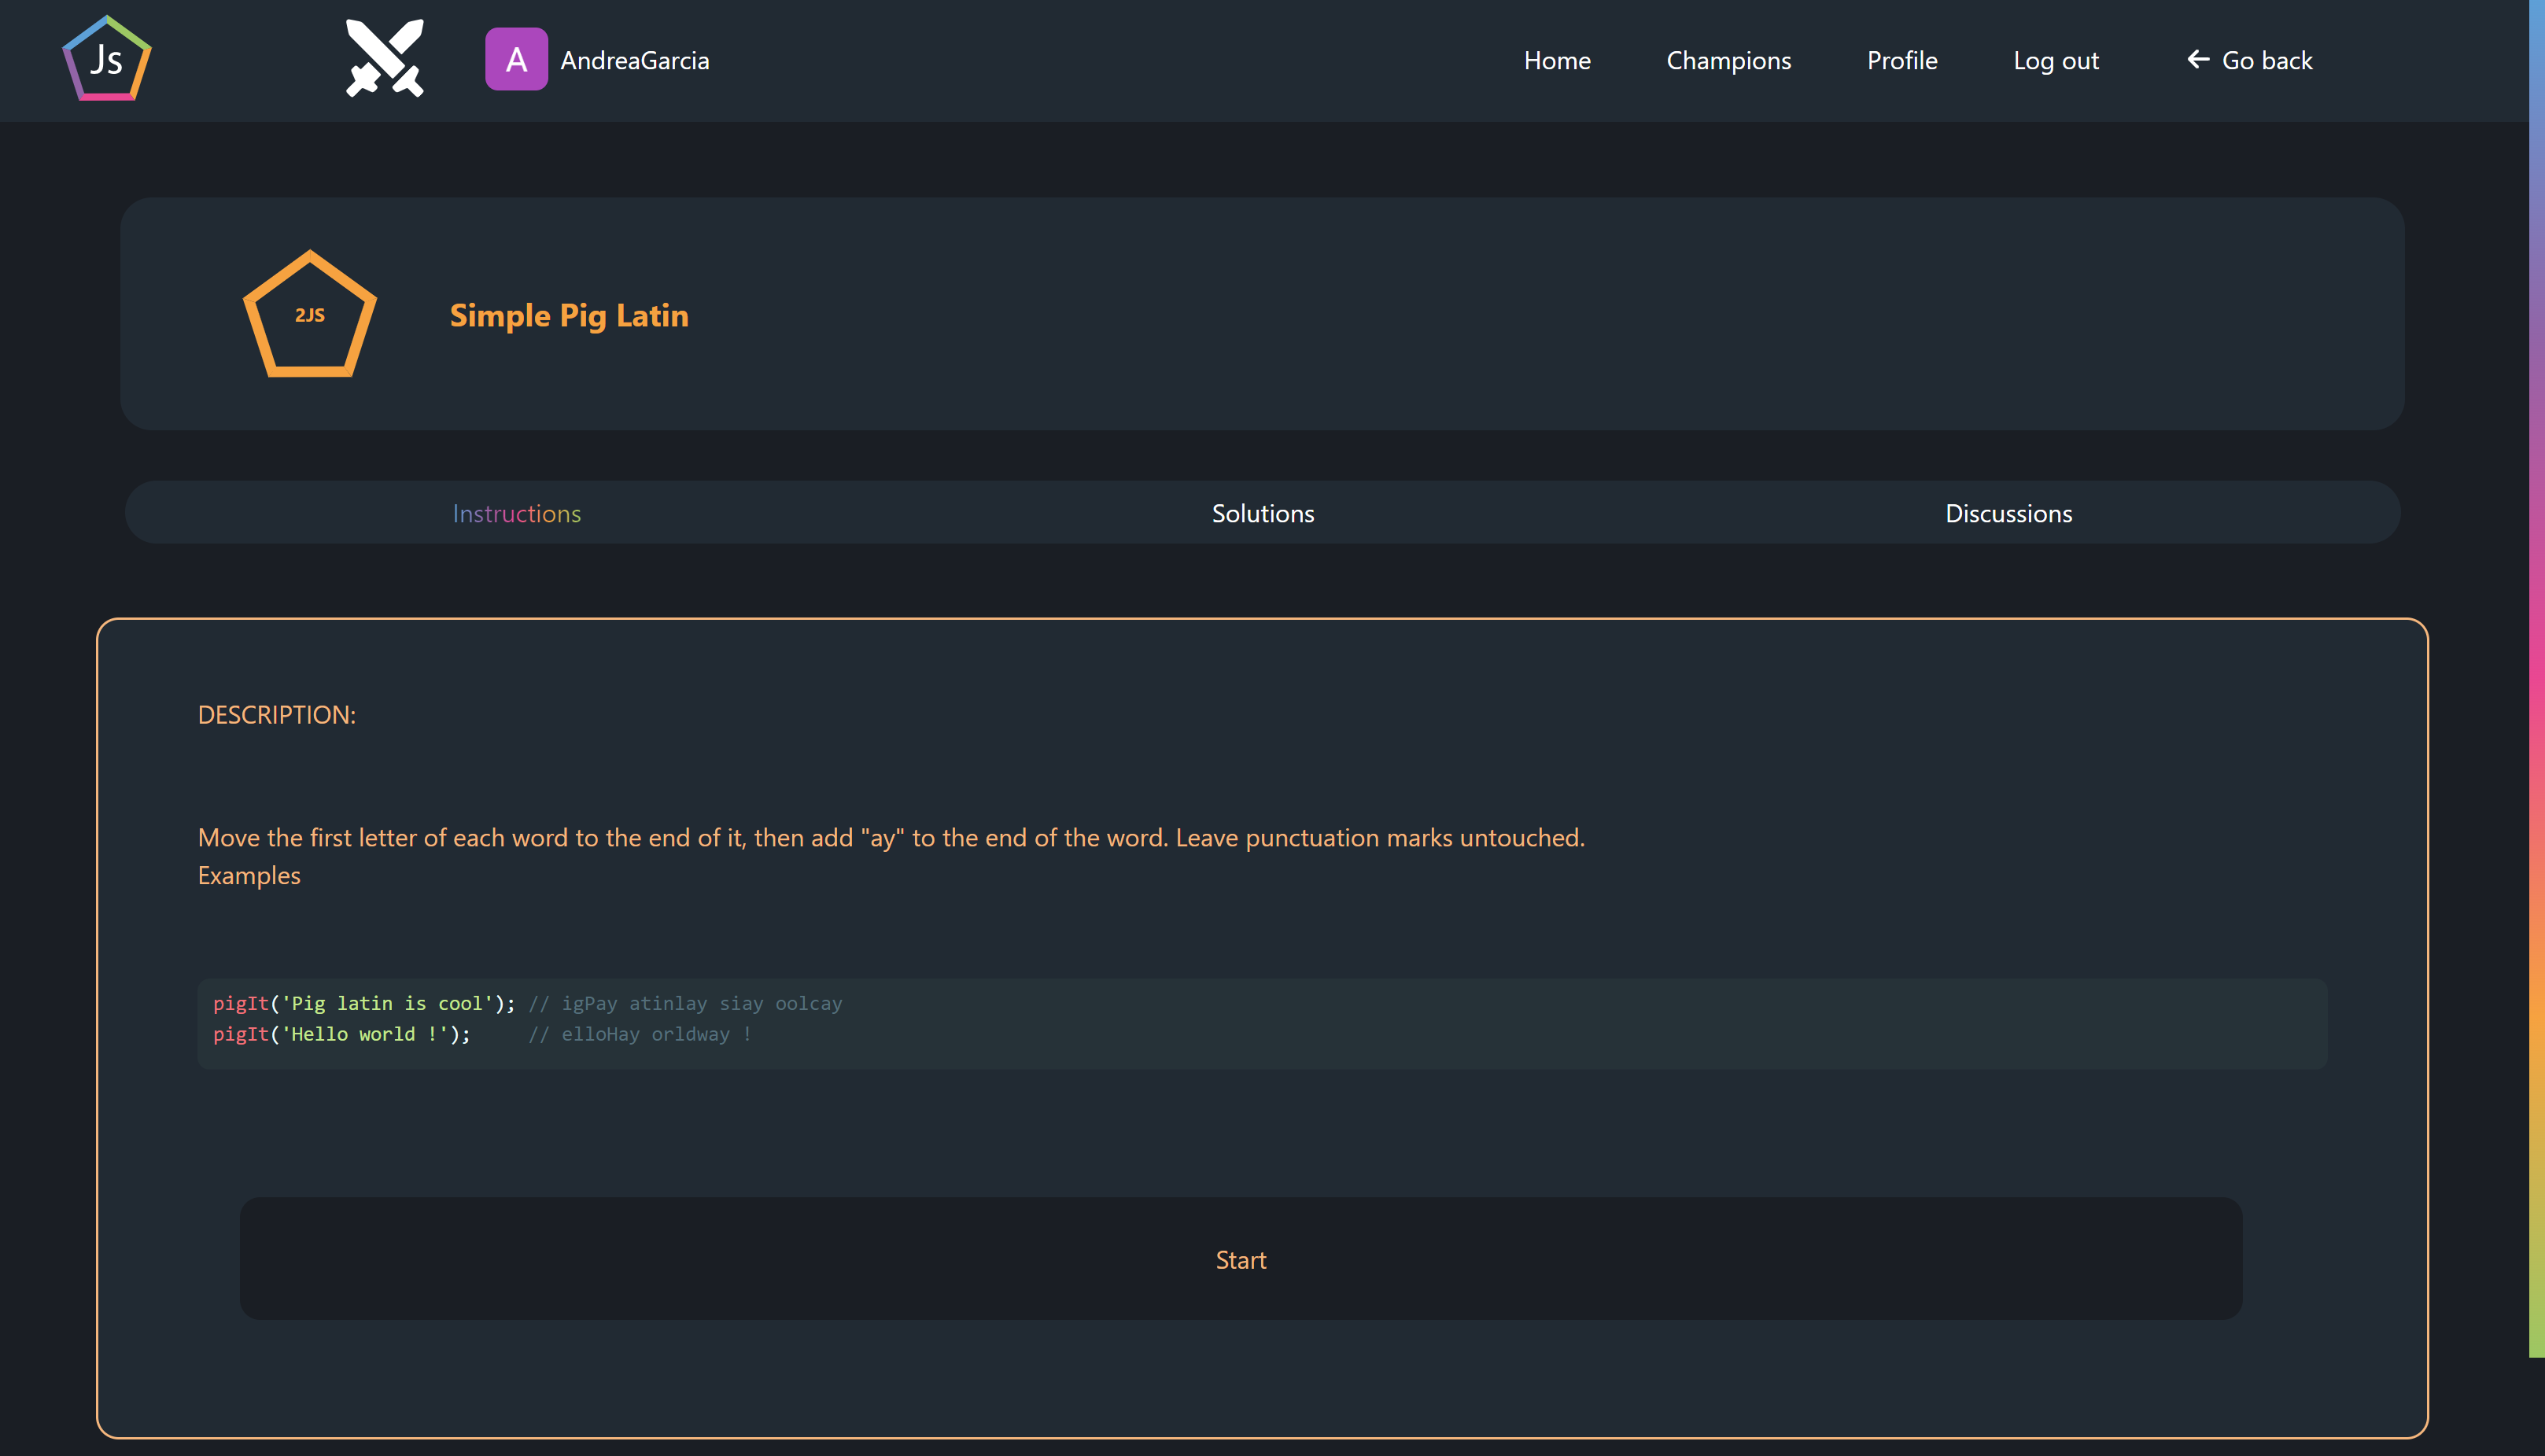 Js
A AndreaGarcia
Home Champions Profile Log out Go back
2JS
Simple Pig Latin
Instructions Solutions Discussions
DESCRIPTION:
Move the first letter of each word to the end of it, then add "ay" to the end of the word. Leave punctuation marks untouched.
Examples
pigIt('Pig latin is cool'); // igPay atinlay siay oolcay
pigIt('Hello world !');     // elloHay orldway !
Start